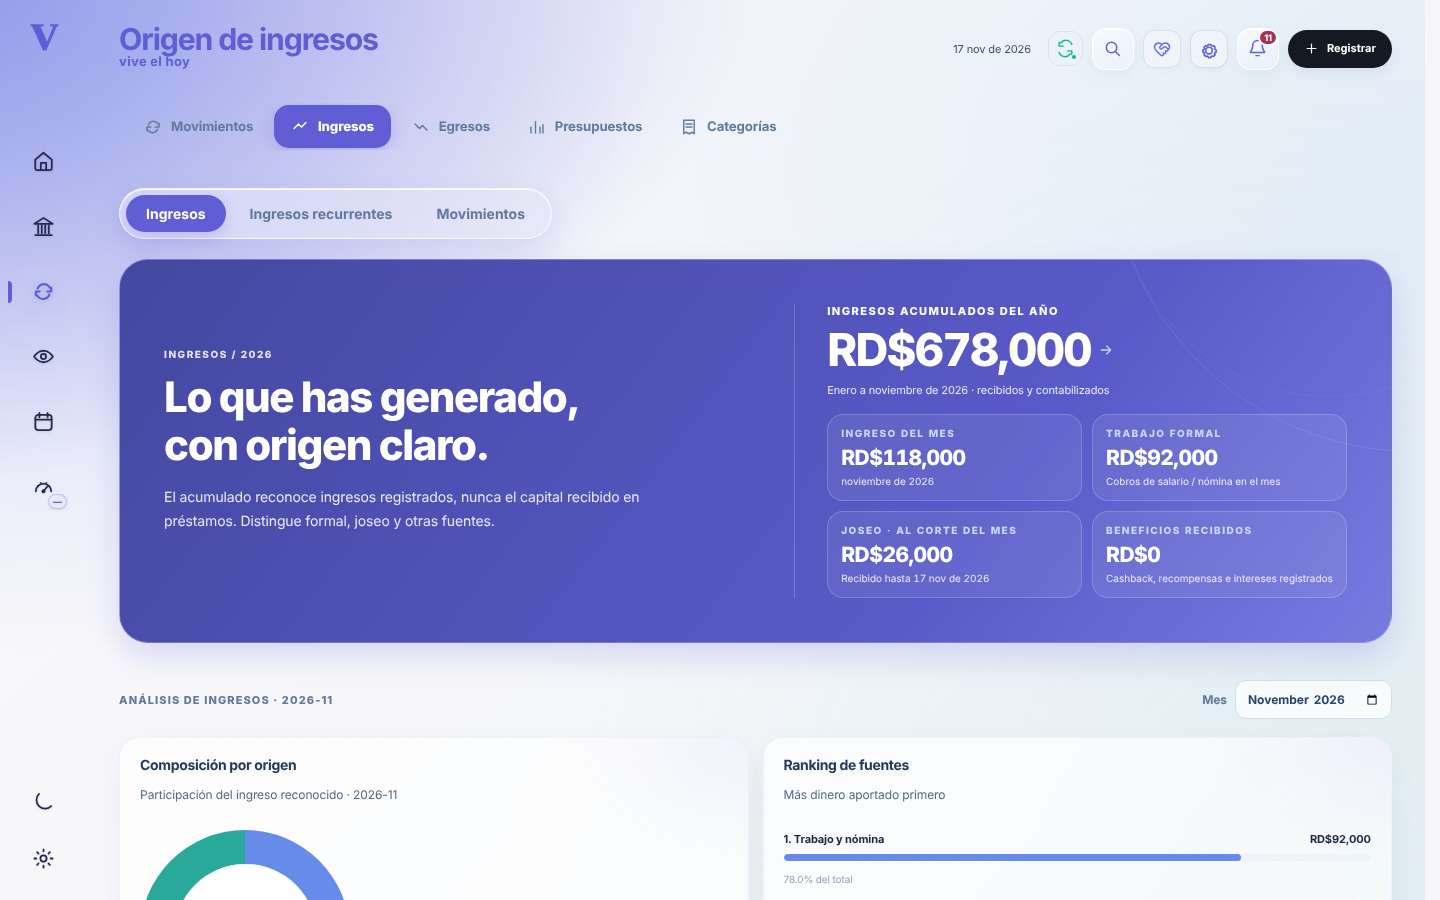 V
Origen de ingresos
vive el hoy
17 nov de 2026
11
Registrar
Movimientos
Ingresos
Egresos
Presupuestos
Categorías
Ingresos
Ingresos recurrentes
Movimientos
INGRESOS / 2026
Lo que has generado,
con origen claro.
El acumulado reconoce ingresos registrados, nunca el capital recibido en
préstamos. Distingue formal, joseo y otras fuentes.
INGRESOS ACUMULADOS DEL AÑO
RD$678,000 →
Enero a noviembre de 2026 · recibidos y contabilizados
INGRESO DEL MES
RD$118,000
noviembre de 2026
TRABAJO FORMAL
RD$92,000
Cobros de salario / nómina en el mes
JOSEO · AL CORTE DEL MES
RD$26,000
Recibido hasta 17 nov de 2026
BENEFICIOS RECIBIDOS
RD$0
Cashback, recompensas e intereses registrados
ANÁLISIS DE INGRESOS · 2026-11
Mes
November 2026
Composición por origen
Participación del ingreso reconocido · 2026-11
Ranking de fuentes
Más dinero aportado primero
1. Trabajo y nómina
RD$92,000
78.0% del total